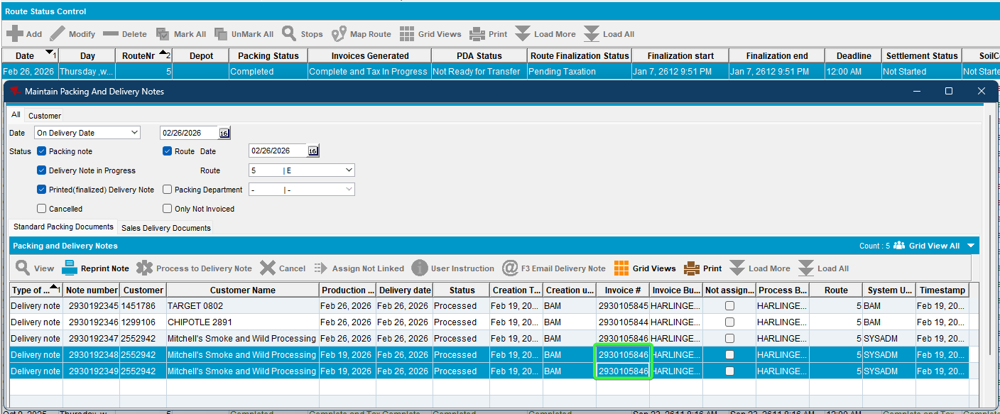 Route Status Control
Add Modify Delete Mark All UnMark All Stops Map Route Grid Views Print Load More Load All
Date 1 Day RouteNr 2 Depot Packing Status Invoices Generated PDA Status Route Finalization Status Finalization start Finalization end Deadline Settlement Status SoilC
Feb 26, 2026 Thursday ,w... 5 Completed Complete and Tax In Progress Not Ready for Transfer Pending Taxation Jan 7, 2612 9:51 PM Jan 7, 2612 9:51 PM 12:00 AM Not Started Not Starte
Maintain Packing And Delivery Notes
All Customer
Date On Delivery Date 02/26/2026 16
Status Packing note Route Date 02/26/2026 16
Delivery Note in Progress Route 5 | E
Printed(finalized) Delivery Note Packing Department - | -
Cancelled Only Not Invoiced
Standard Packing Documents Sales Delivery Documents
Packing and Delivery Notes Count : 5 Grid View All
View Reprint Note Process to Delivery Note Cancel Assign Not Linked User Instruction F3 Email Delivery Note Grid Views Print Load More Load All
Type of ... 1 Note number Customer Customer Name Production ... Delivery date Status Creation T... Creation u... Invoice # Invoice Bu... Not assign... Process B... Route System U... Timestamp
Delivery note 2930192345 1451786 TARGET 0802 Feb 26, 2026 Feb 26, 2026 Processed Feb 19, 20... BAM 2930105845 HARLINGE... HARLINGE... 5 BAM Feb 19, 20...
Delivery note 2930192346 1299106 CHIPOTLE 2891 Feb 26, 2026 Feb 26, 2026 Processed Feb 19, 20... BAM 2930105844 HARLINGE... HARLINGE... 5 BAM Feb 19, 20...
Delivery note 2930192347 2552942 Mitchell's Smoke and Wild Processing Feb 26, 2026 Feb 26, 2026 Processed Feb 19, 20... BAM 2930105846 HARLINGE... HARLINGE... 5 SYSADM Feb 19, 20...
Delivery note 2930192348 2552942 Mitchell's Smoke and Wild Processing Feb 19, 2026 Feb 26, 2026 Processed Feb 19, 20... BAM 2930105846 HARLINGE... HARLINGE... 5 SYSADM Feb 19, 20...
Delivery note 2930192349 2552942 Mitchell's Smoke and Wild Processing Feb 19, 2026 Feb 26, 2026 Processed Feb 19, 20... BAM 2930105846 HARLINGE... HARLINGE... 5 SYSADM Feb 19, 20...